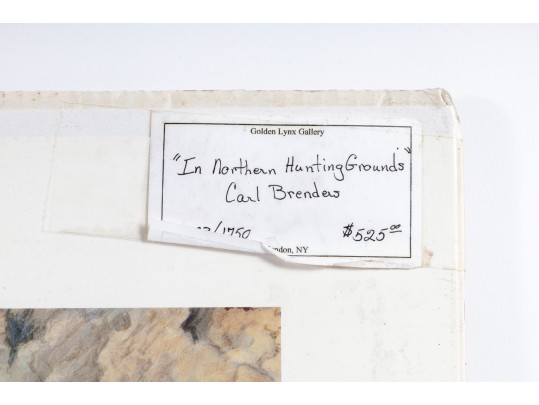 Golden Lynx Gallery
"In Northern Hunting Grounds"
Carl Brenders
/1750 $525.00
NY